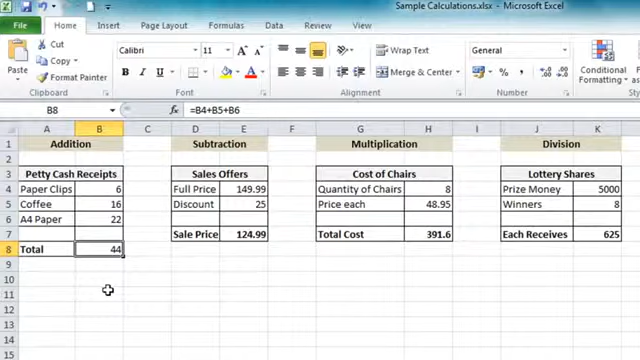 Sample Calculations.xlsx - Microsoft Excel
File Home Insert Page Layout Formulas Data Review View
Cut Calibri 11 A A Wrap Text General
Paste Copy Conditional
Format Painter B I U A Merge & Center % , Formatting
Clipboard Font Alignment Number
B8 fx =B4+B5+B6
A B C D E F G H I J K
1 Addition Subtraction Multiplication Division
2
3 Petty Cash Receipts Sales Offers Cost of Chairs Lottery Shares
4 Paper Clips 6 Full Price 149.99 Quantity of Chairs 8 Prize Money 5000
5 Coffee 16 Discount 25 Price each 48.95 Winners 8
6 A4 Paper 22
7 Sale Price 124.99 Total Cost 391.6 Each Receives 625
8 Total 44
9
10
11
12
13
14
15